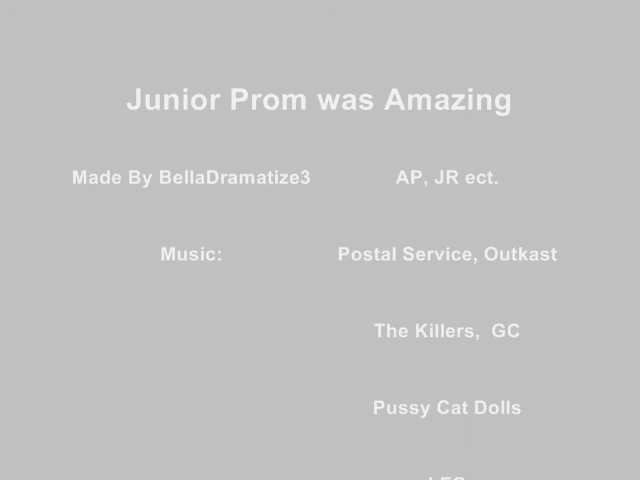 Junior Prom was Amazing
Made By BellaDramatize3 AP, JR ect.
Music: Postal Service, Outkast
The Killers, GC
Pussy Cat Dolls